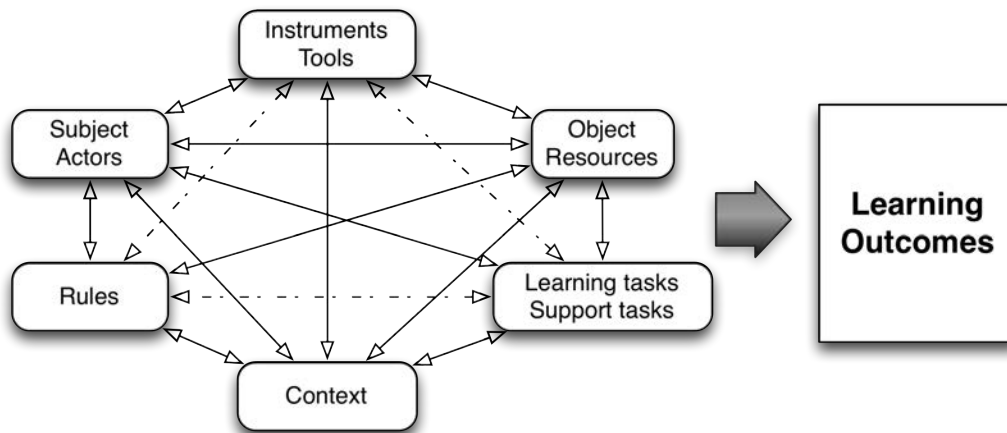 Instruments
Tools
Subject
Actors
Object
Resources
Learning
Outcomes
Rules
Learning tasks
Support tasks
Context